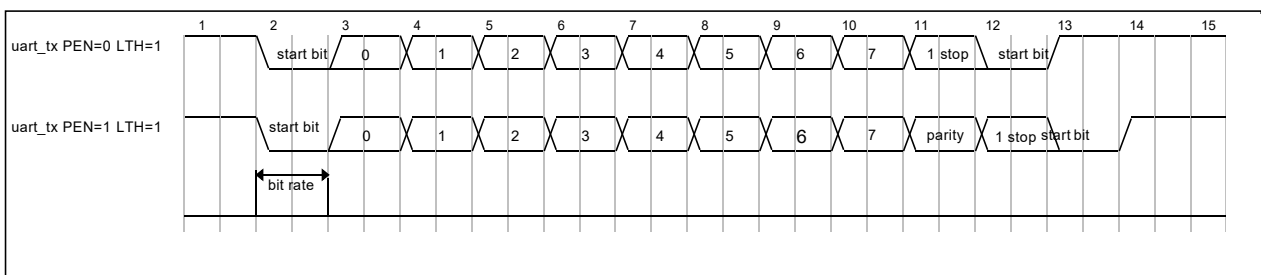 1 2 3 4 5 6 7 8 9 10 11 12 13 14 15
uart_tx PEN=0 LTH=1 start bit 0 1 2 3 4 5 6 7 1 stop start bit
uart_tx PEN=1 LTH=1 start bit 0 1 2 3 4 5 6 7 parity 1 stop start bit
bit rate